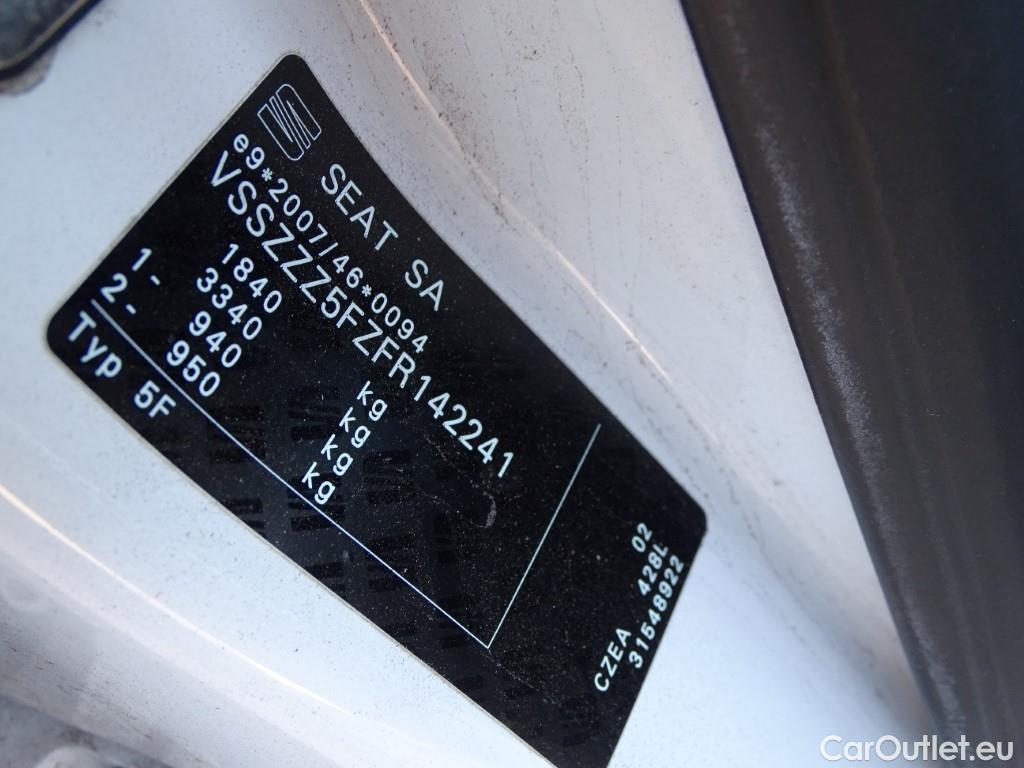 SEAT SA
e9*2007/46*0094
VSSZZZ5FZFR142241
1840 kg
3340 kg
1- 940 kg
2- 950 kg
Typ 5F
02
CZEA 428L
31548922
CarOutlet.eu